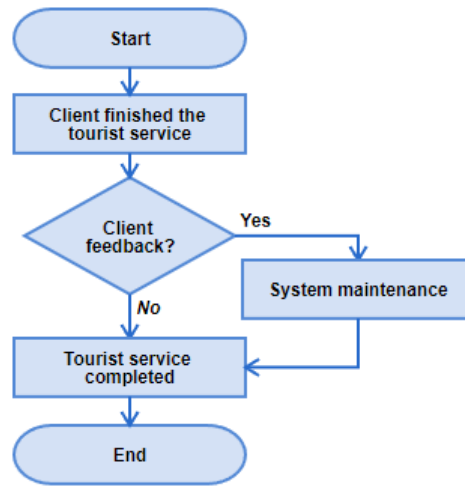 Start
Client finished the
tourist service
Client
feedback?
Yes
System maintenance
No
Tourist service
completed
End